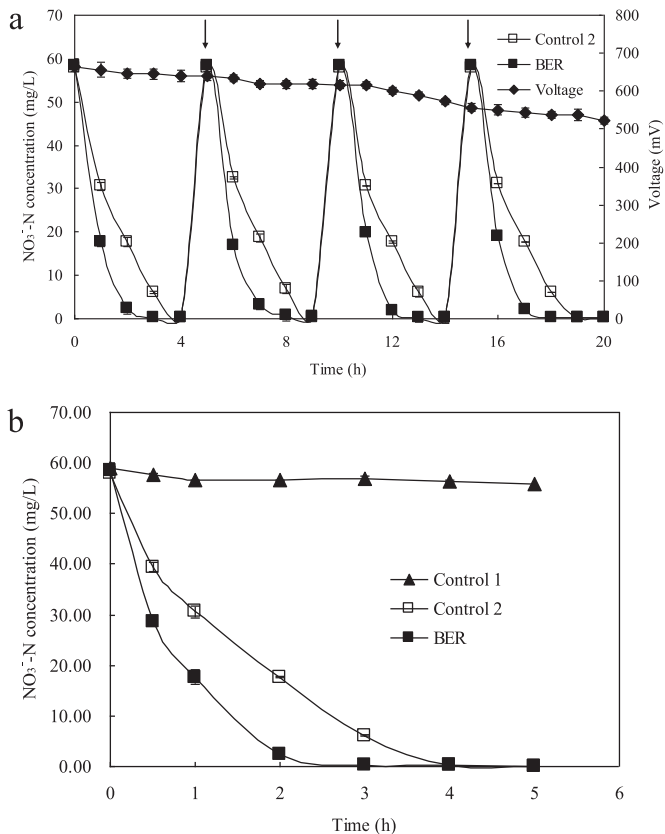 a
70
60
50
40
30
20
10
0
NO₃⁻-N concentration (mg/L)
800
700
600
500
400
300
200
100
0
Voltage (mV)
Control 2
BER
Voltage
0 4 8 12 16 20
Time (h)
b
70.00
60.00
50.00
40.00
30.00
20.00
10.00
0.00
NO₃⁻-N concentration (mg/L)
Control 1
Control 2
BER
0 1 2 3 4 5 6
Time (h)